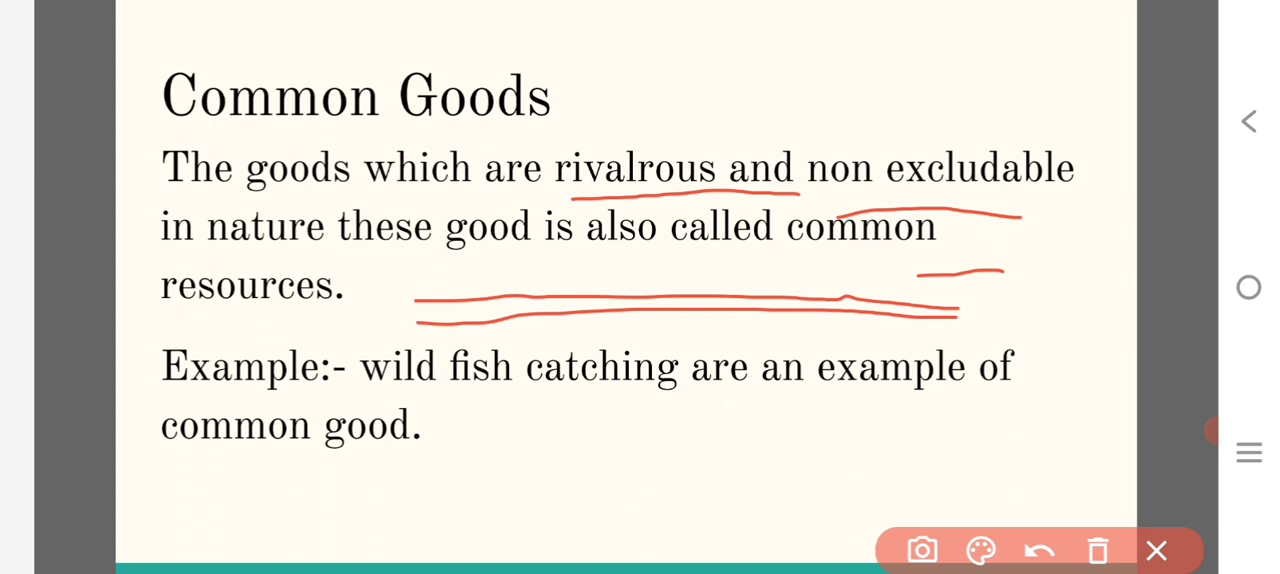 Common Goods
The goods which are rivalrous and non excludable
in nature these good is also called common
resources.
Example:- wild fish catching are an example of
common good.